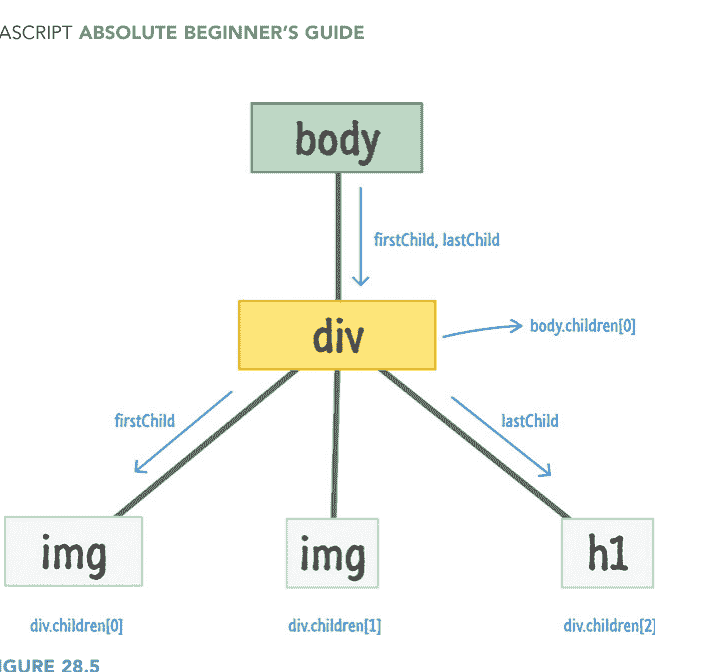 ASCRIPT ABSOLUTE BEGINNER'S GUIDE
body
firstChild, lastChild
div
body.children[0]
firstChild
lastChild
img
img
h1
div.children[0]
div.children[1]
div.children[2]
IGURE 28.5